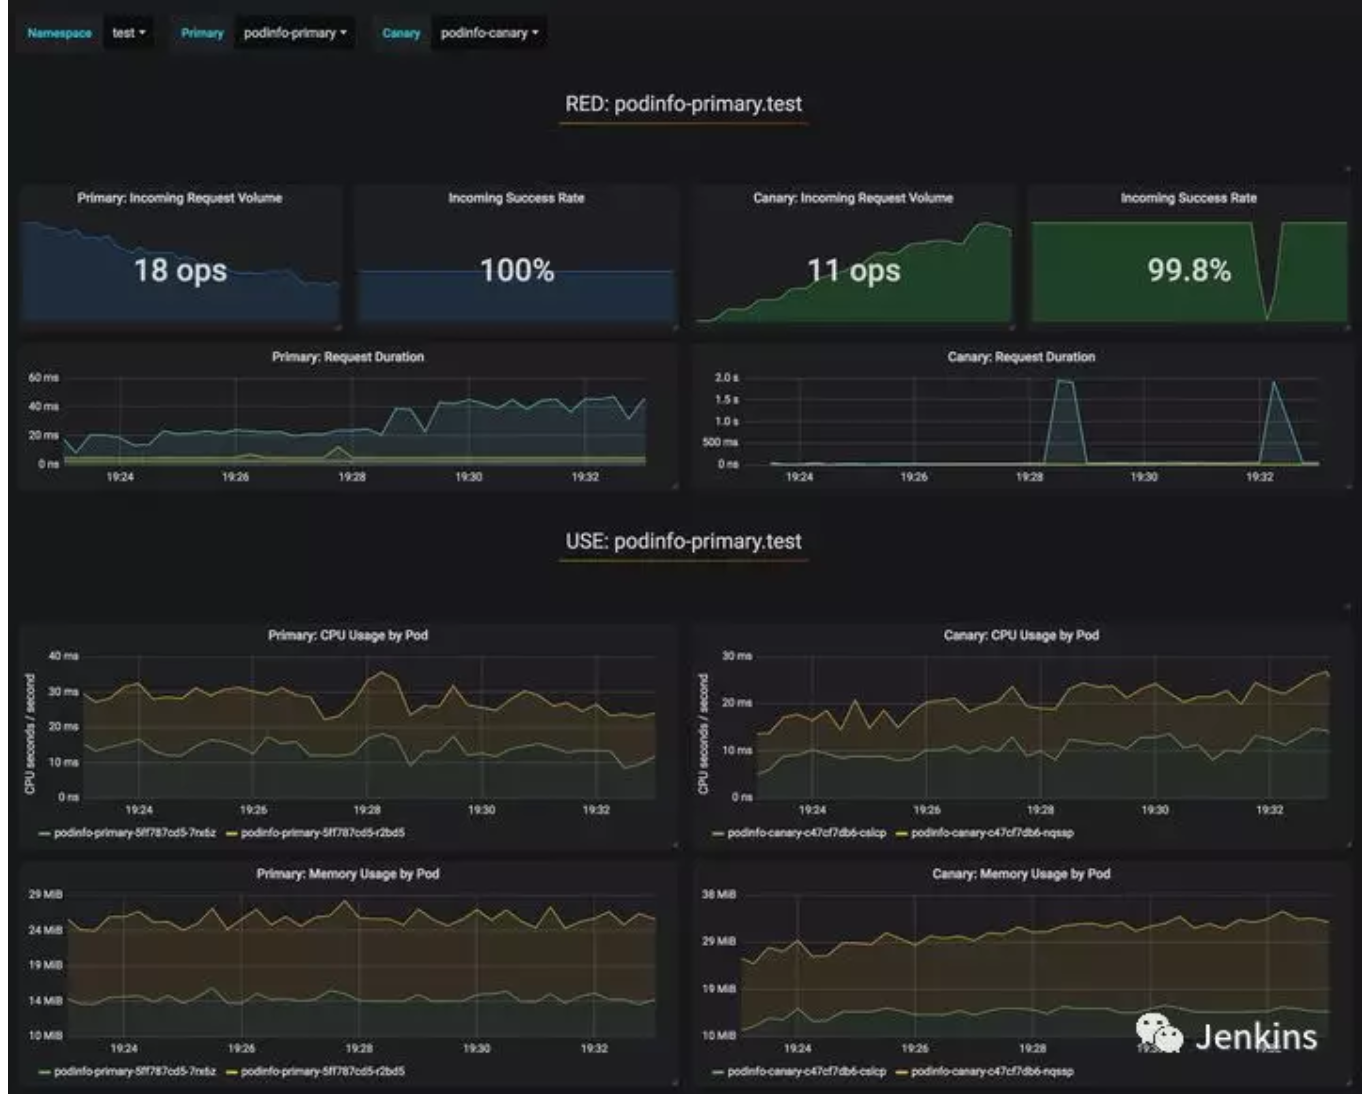 Namespace test Primary podinfo-primary Canary podinfo-canary
RED: podinfo-primary.test
Primary: Incoming Request Volume
18 ops
Incoming Success Rate
100%
Canary: Incoming Request Volume
11 ops
Incoming Success Rate
99.8%
Primary: Request Duration
60 ms
40 ms
20 ms
0 ns
19:24 19:26 19:28 19:30 19:32
Canary: Request Duration
2.0 s
1.5 s
1.0 s
500 ms
0 ns
19:24 19:26 19:28 19:30 19:32
USE: podinfo-primary.test
Primary: CPU Usage by Pod
CPU seconds / second
40 ms
30 ms
20 ms
10 ms
0 ns
19:24 19:26 19:28 19:30 19:32
podinfo-primary-5ff787cd5-7rx6z podinfo-primary-5ff787cd5-r2bd5
Canary: CPU Usage by Pod
CPU seconds / second
30 ms
20 ms
10 ms
0 ns
19:24 19:26 19:28 19:30 19:32
podinfo-canary-c47cf7db6-cslcp podinfo-canary-c47cf7db6-nqssp
Primary: Memory Usage by Pod
29 MiB
24 MiB
19 MiB
14 MiB
10 MiB
19:24 19:26 19:28 19:30 19:32
podinfo-primary-5ff787cd5-7rx6z podinfo-primary-5ff787cd5-r2bd5
Canary: Memory Usage by Pod
38 MiB
29 MiB
19 MiB
10 MiB
19:24 19:26 19:28
podinfo-canary-c47cf7db6-cslcp podinfo-canary-c47cf7db6-nqssp
Jenkins